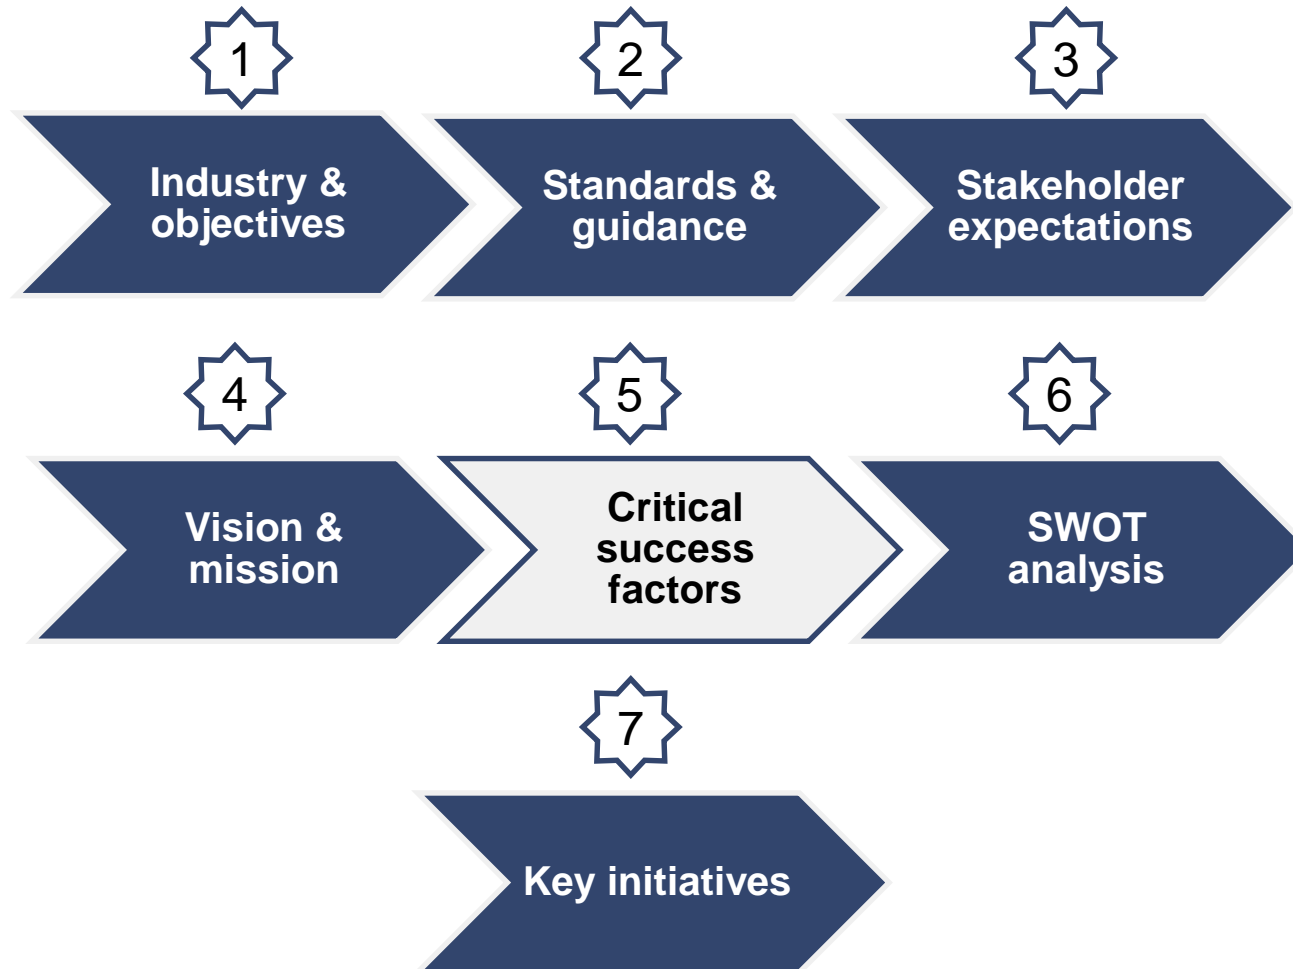 1
Industry &
objectives
2
Standards &
guidance
3
Stakeholder
expectations
4
Vision &
mission
5
Critical
success
factors
6
SWOT
analysis
7
Key initiatives